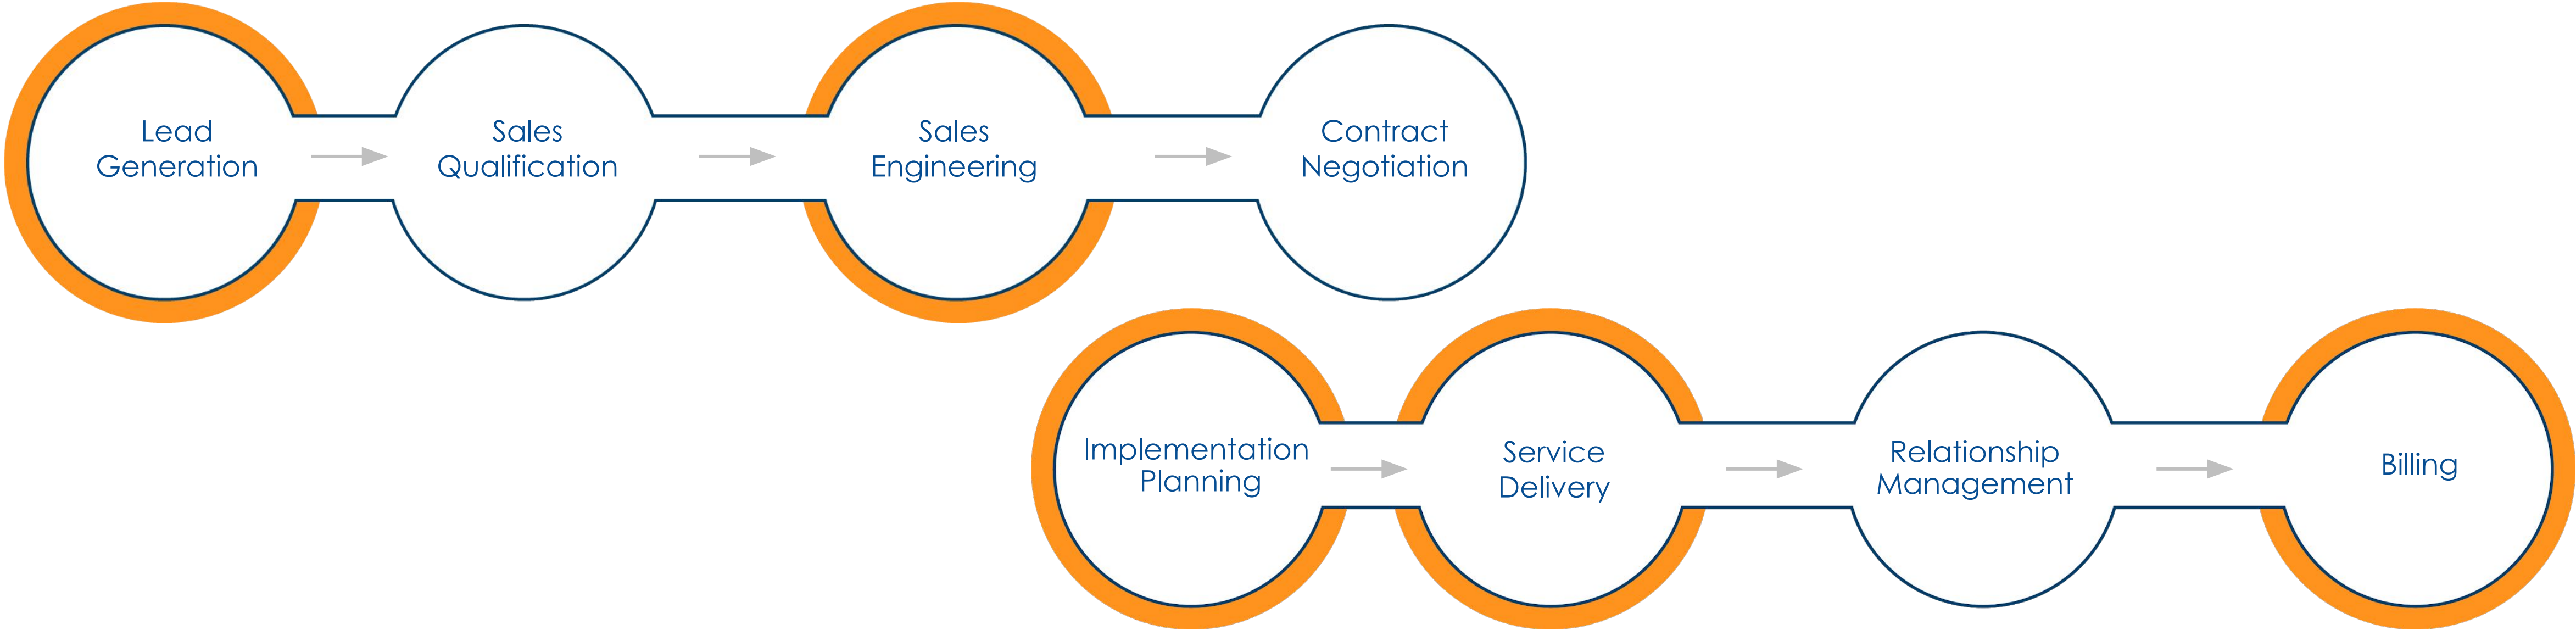 Lead
Generation
Sales
Qualification
Sales
Engineering
Contract
Negotiation
Implementation
Planning
Service
Delivery
Relationship
Management
Billing